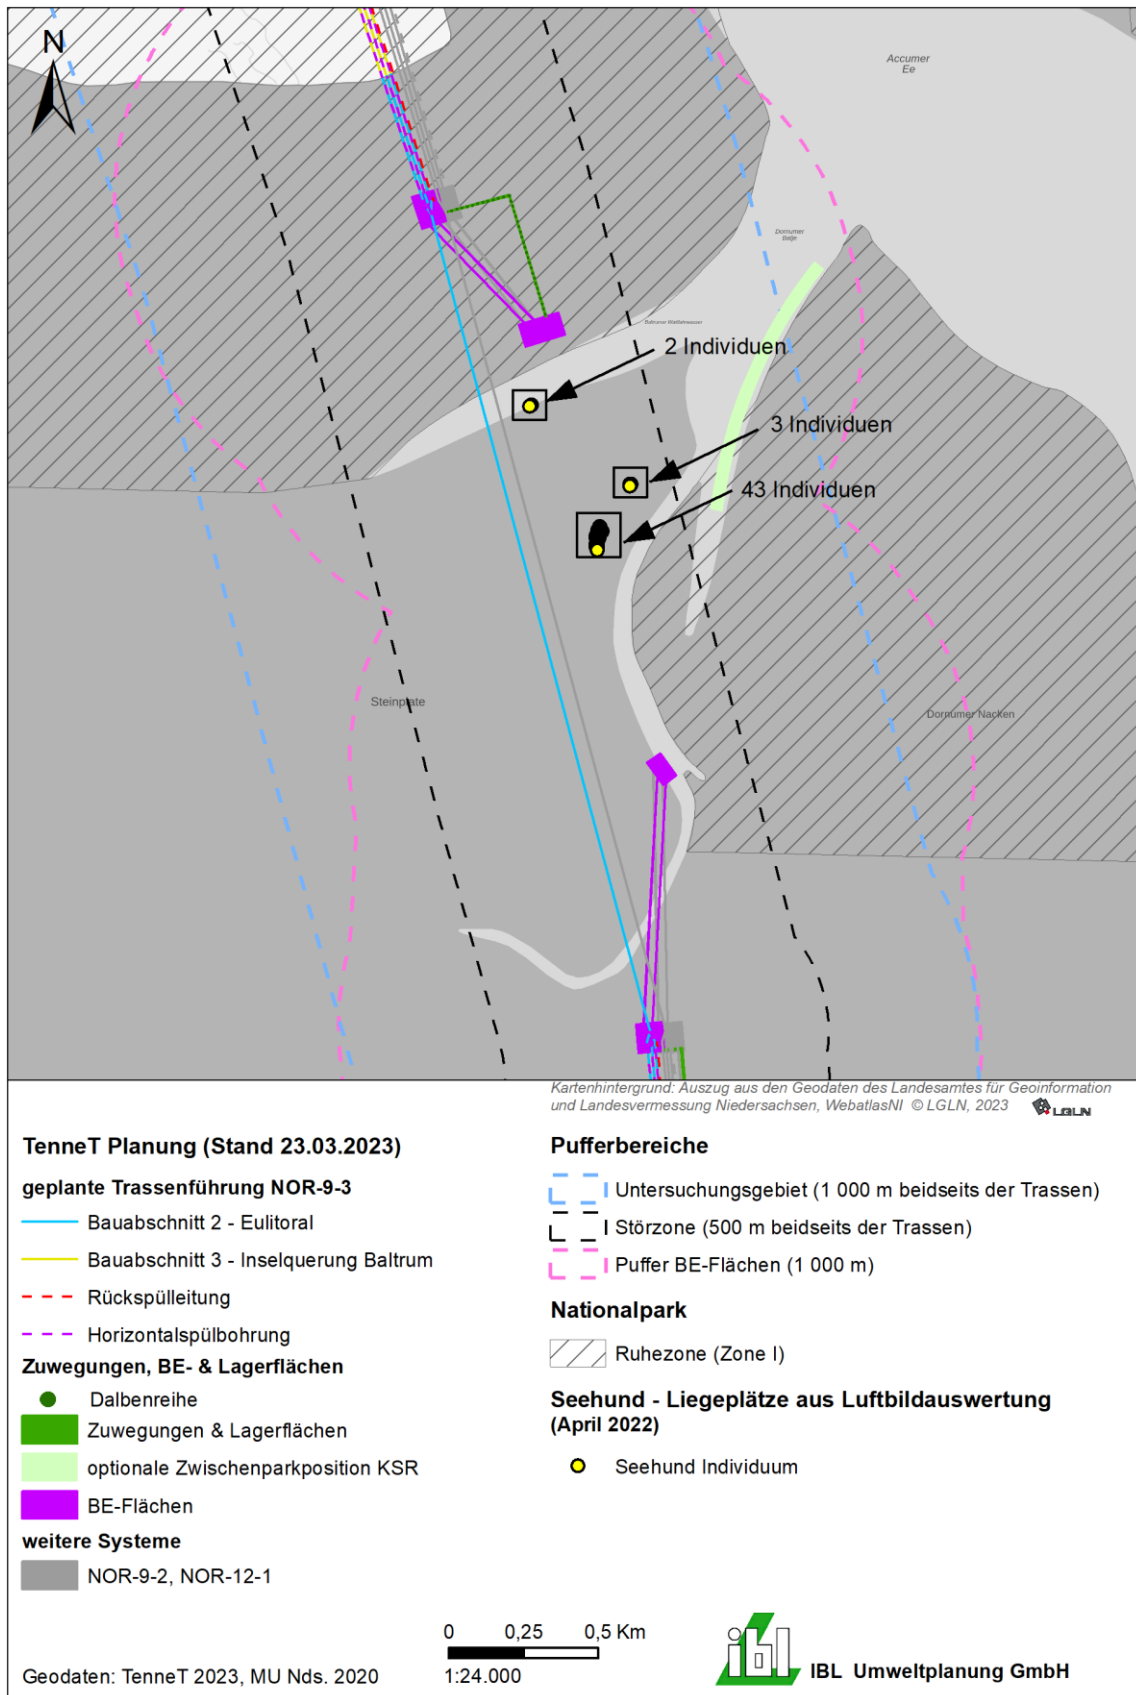 N
Accumer
Ee
Dornumer
Balje
Baltrumer Wattfahrwasser
2 Individuen
3 Individuen
43 Individuen
Steinplate
Dornumer Nacken
Kartenhintergrund: Auszug aus den Geodaten des Landesamtes für Geoinformation
und Landesvermessung Niedersachsen, WebatlasNI © LGLN, 2023
LGLN
TenneT Planung (Stand 23.03.2023)
geplante Trassenführung NOR-9-3
Bauabschnitt 2 - Eulitoral
Bauabschnitt 3 - Inselquerung Baltrum
Rückspülleitung
Horizontalspülbohrung
Zuwegungen, BE- & Lagerflächen
Dalbenreihe
Zuwegungen & Lagerflächen
optionale Zwischenparkposition KSR
BE-Flächen
weitere Systeme
NOR-9-2, NOR-12-1
Pufferbereiche
Untersuchungsgebiet (1 000 m beidseits der Trassen)
Störzone (500 m beidseits der Trassen)
Puffer BE-Flächen (1 000 m)
Nationalpark
Ruhezone (Zone I)
Seehund - Liegeplätze aus Luftbildauswertung
(April 2022)
Seehund Individuum
Geodaten: TenneT 2023, MU Nds. 2020
0 0,25 0,5 Km
1:24.000
ibl
IBL Umweltplanung GmbH